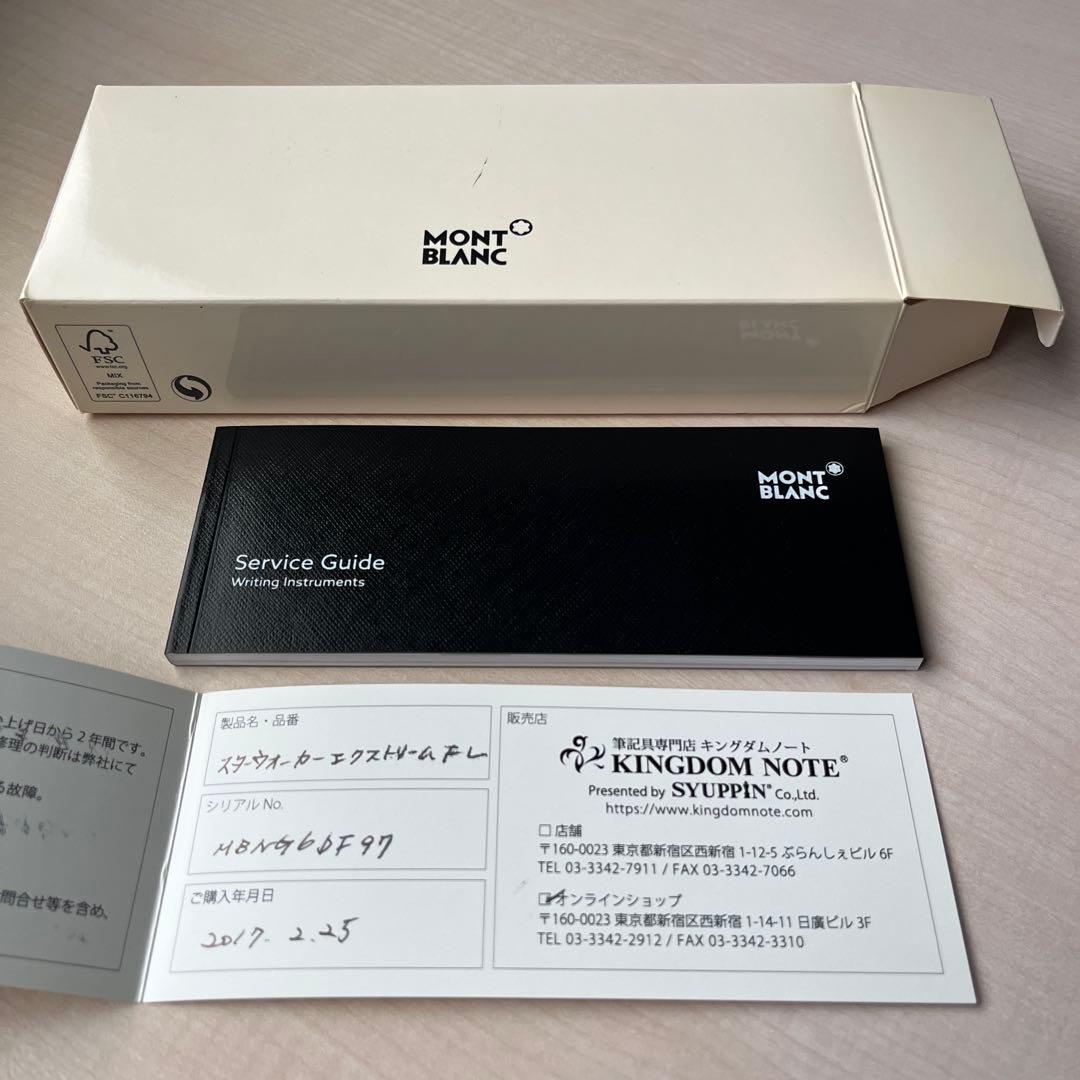 MONT
BLANC
FSC
www.fsc.org
MIX
Packaging from
responsible sources
FSC™ C116794
MONT
BLANC
Service Guide
Writing Instruments
上げ日から2年間です。
修理の判断は弊社にて
る故障。
問合せ等を含め、
製品名・品番
スターウォーカーエクストリーム FL
シリアルNo.
MBNG6DF97
ご購入年月日
2017. 2.25
販売店
筆記具専門店 キングダムノート
KINGDOM NOTE®
Presented by SYUPPIN® Co.,Ltd.
https://www.kingdomnote.com
□ 店舗
〒160-0023 東京都新宿区西新宿 1-12-5 ぶらんしぇビル 6F
TEL 03-3342-7911 / FAX 03-3342-7066
☑オンラインショップ
〒160-0023 東京都新宿区西新宿 1-14-11 日廣ビル 3F
TEL 03-3342-2912 / FAX 03-3342-3310